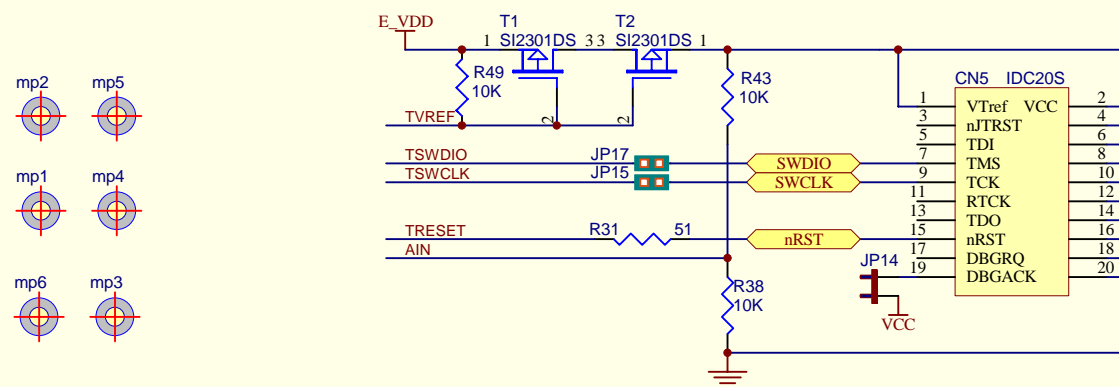 E_VDD
T1
T2
1
SI2301DS
3
3
SI2301DS
1
R49
10K
R43
10K
mp2
mp5
CN5
IDC20S
2
2
TVREF
1
VTref
VCC
2
3
nJTRST
4
5
TDI
6
TSWDIO
JP17
SWDIO
7
TMS
8
TSWCLK
JP15
SWCLK
9
TCK
10
mp1
mp4
11
RTCK
12
13
TDO
14
TRESET
R31
51
nRST
15
nRST
16
AIN
17
DBGRQ
18
JP14
19
DBGACK
20
mp6
mp3
R38
10K
VCC